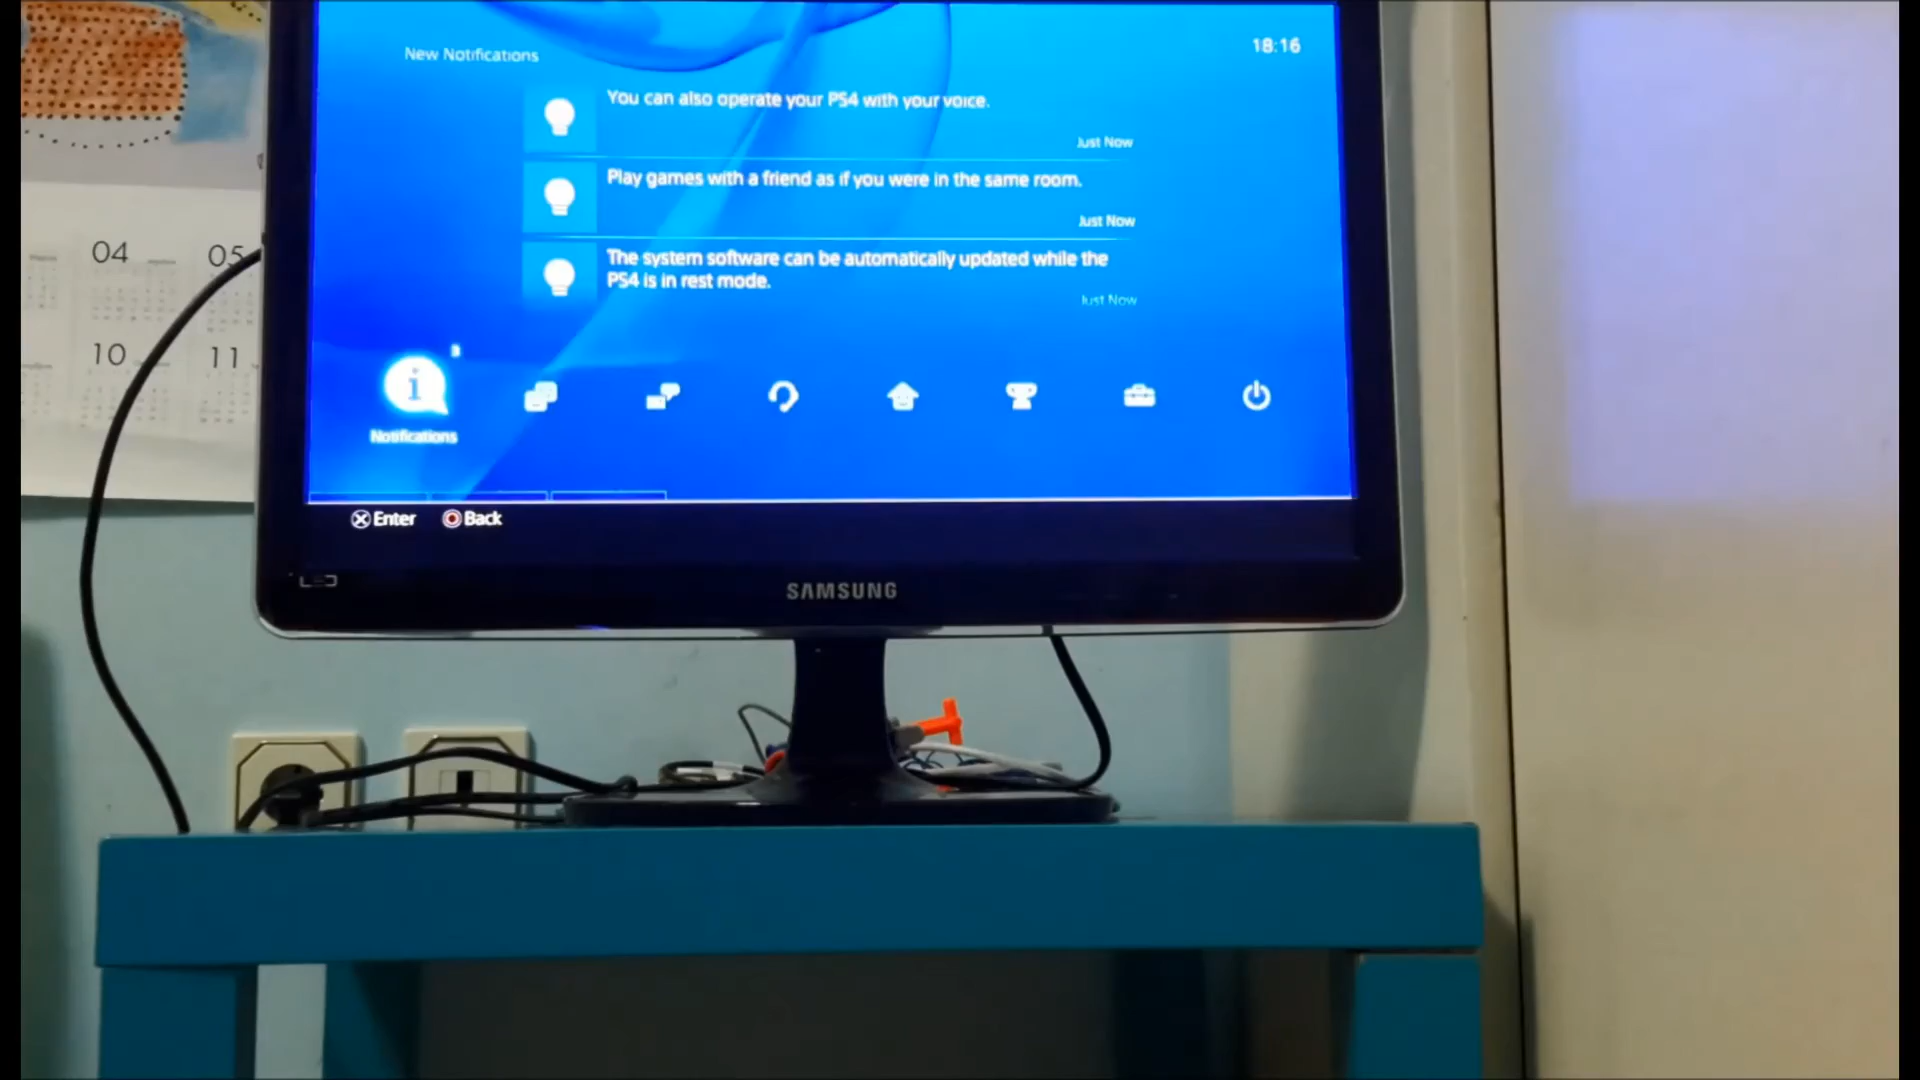 New Notifications
18:16
You can also operate your PS4 with your voice.
Just Now
Play games with a friend as if you were in the same room.
Just Now
The system software can be automatically updated while the
PS4 is in rest mode.
Just Now
3
i
Notifications
Enter
Back
LED
SAMSUNG
04
05
10
11